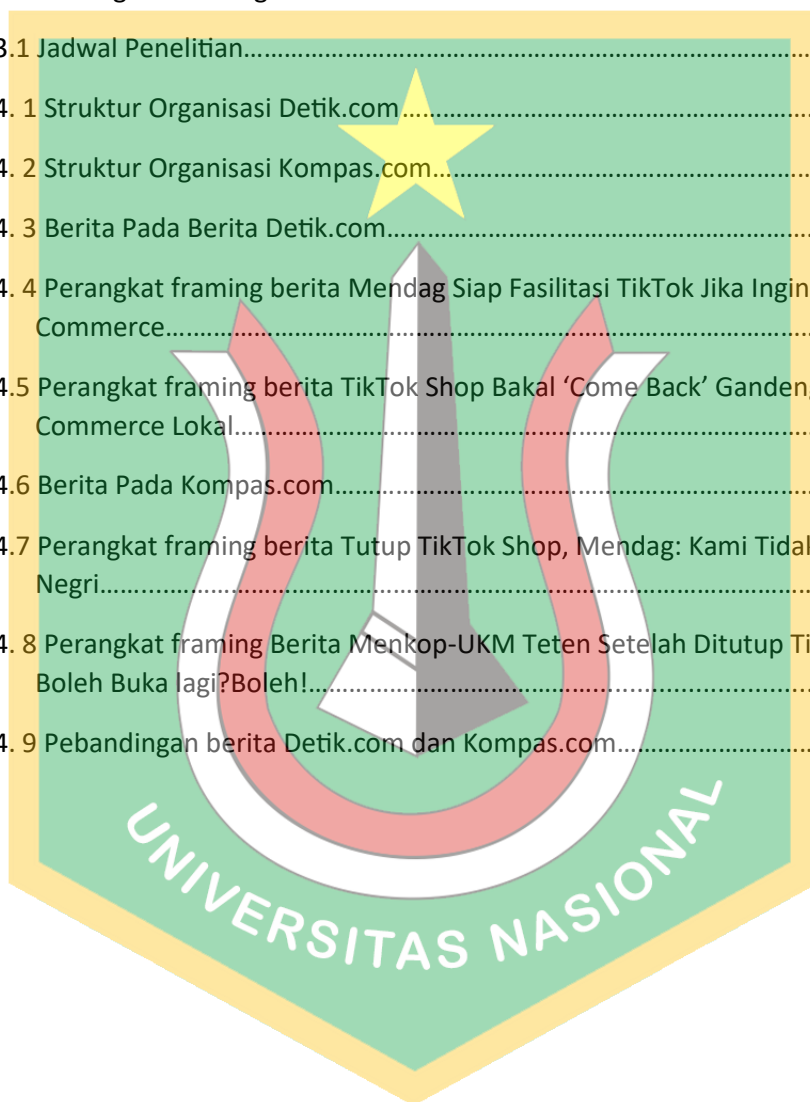 3.1 Jadwal Penelitian................................................................
4. 1 Struktur Organisasi Detik.com................................................................
4. 2 Struktur Organisasi Kompas.com................................................................
4. 3 Berita Pada Berita Detik.com................................................................
4. 4 Perangkat framing berita Mendag Siap Fasilitasi TikTok Jika Ingin
Commerce................................................................
4.5 Perangkat framing berita TikTok Shop Bakal ‘Come Back’ Gandeng
Commerce Lokal................................................................
4.6 Berita Pada Kompas.com................................................................
4.7 Perangkat framing berita Tutup TikTok Shop, Mendag: Kami Tidak
Negri................................................................
4. 8 Perangkat framing Berita Menkop-UKM Teten Setelah Ditutup
Boleh Buka lagi?Boleh!................................................................
4. 9 Pebandingan berita Detik.com dan Kompas.com................................................................
UNIVERSITAS NASIONAL